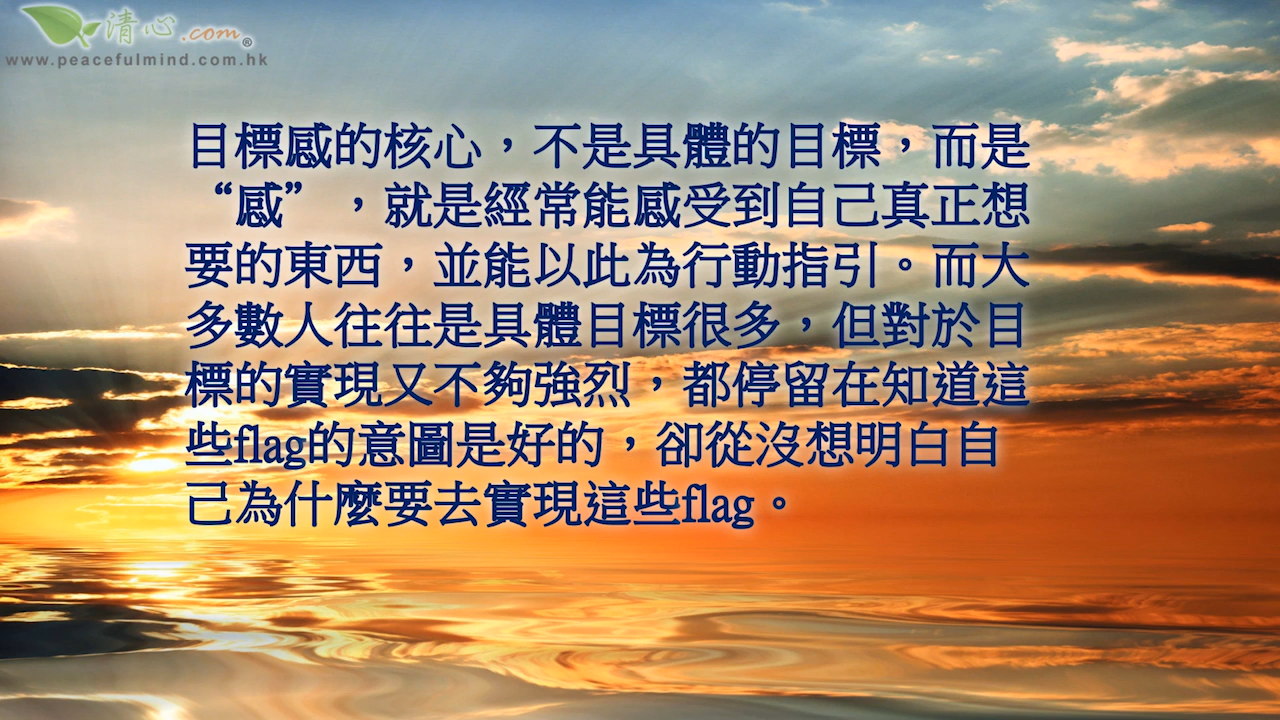 清心.com®
www.peacefulmind.com.hk
目標感的核心，不是具體的目標，而是
“感”，就是經常能感受到自己真正想
要的東西，並能以此為行動指引。而大
多數人往往是具體目標很多，但對於目
標的實現又不夠強烈，都停留在知道這
些flag的意圖是好的，卻從沒想明白自
己為什麼要去實現這些flag。